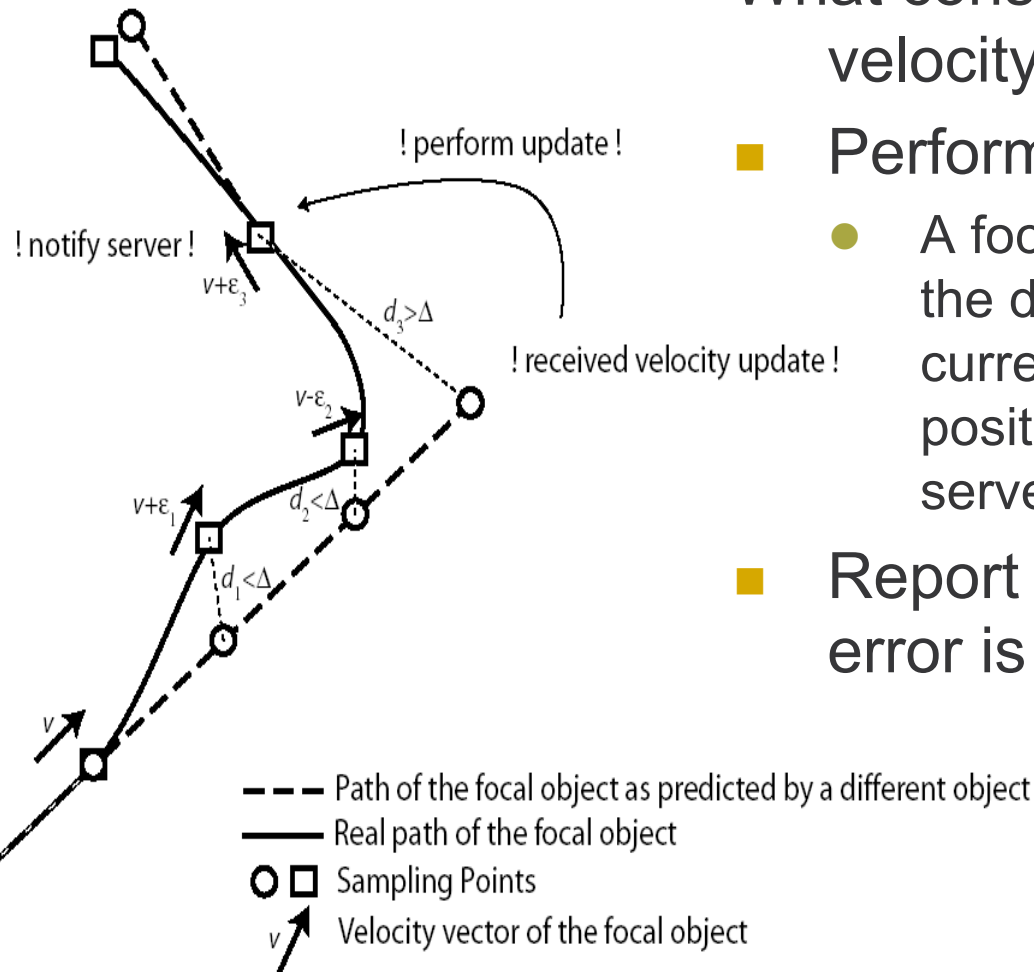 What cons
velocity
■ Perform
● A foc
the d
curre
posit
serve
■ Report
error is
! perform update !
! notify server !
v+ε₃
d₃>Δ
! received velocity update !
v-ε₂
v+ε₁
d₂<Δ
d₁<Δ
v
Path of the focal object as predicted by a different object
Real path of the focal object
Sampling Points
v Velocity vector of the focal object